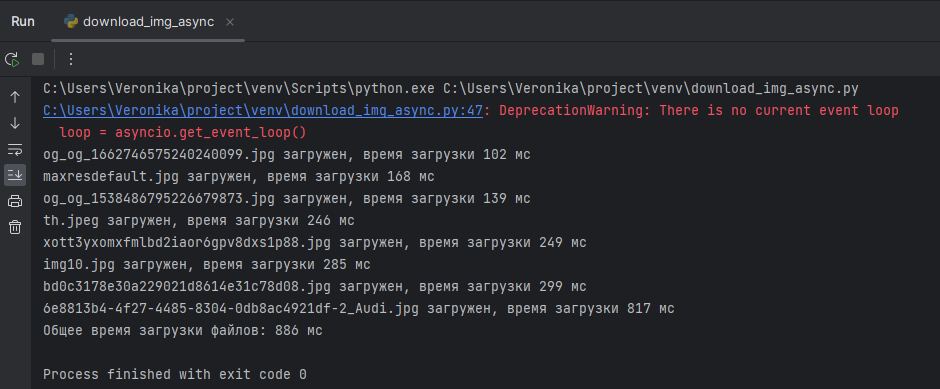 Run download_img_async
C:\Users\Veronika\project\venv\Scripts\python.exe C:\Users\Veronika\project\venv\download_img_async.py
C:\Users\Veronika\project\venv\download_img_async.py:47: DeprecationWarning: There is no current event loop
  loop = asyncio.get_event_loop()
og_og_1662746575240240099.jpg загружен, время загрузки 102 мс
maxresdefault.jpg загружен, время загрузки 168 мс
og_og_1538486795226679873.jpg загружен, время загрузки 139 мс
th.jpeg загружен, время загрузки 246 мс
xott3yxomxfmlbd2iaor6gpv8dxs1p88.jpg загружен, время загрузки 249 мс
img10.jpg загружен, время загрузки 285 мс
bd0c3178e30a229021d8614e31c78d08.jpg загружен, время загрузки 299 мс
6e8813b4-4f27-4485-8304-0db8ac4921df-2_Audi.jpg загружен, время загрузки 817 мс
Общее время загрузки файлов: 886 мс
Process finished with exit code 0